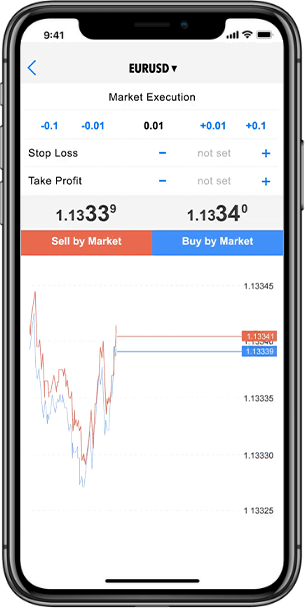 9:41
EURUSD ▾
Market Execution
-0.1 -0.01 0.01 +0.01 +0.1
Stop Loss − not set +
Take Profit − not set +
1.13339 1.13340
Sell by Market Buy by Market
1.13345
1.13341
1.13340
1.13339
1.13335
1.13330
1.13325